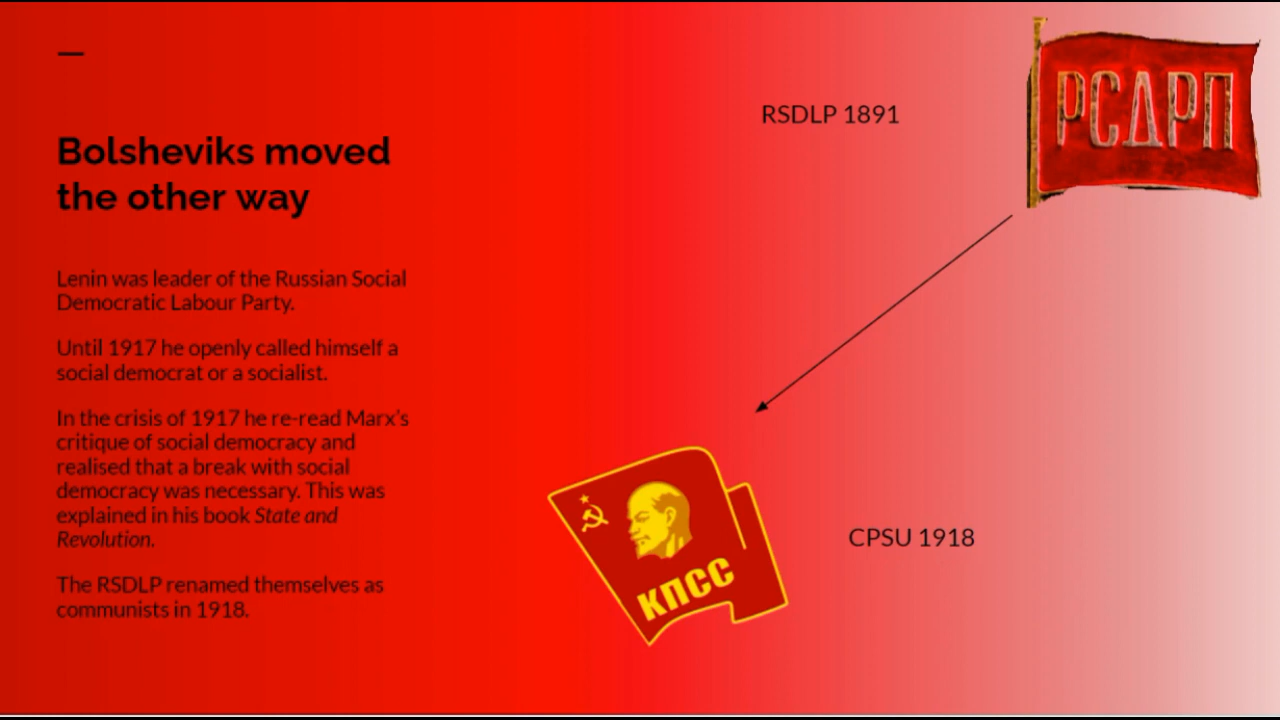 Bolsheviks moved
the other way
Lenin was leader of the Russian Social
Democratic Labour Party.
Until 1917 he openly called himself a
social democrat or a socialist.
In the crisis of 1917 he re-read Marx's
critique of social democracy and
realised that a break with social
democracy was necessary. This was
explained in his book State and
Revolution.
The RSDLP renamed themselves as
communists in 1918.
RSDLP 1891
РСДРП
КПСС
CPSU 1918